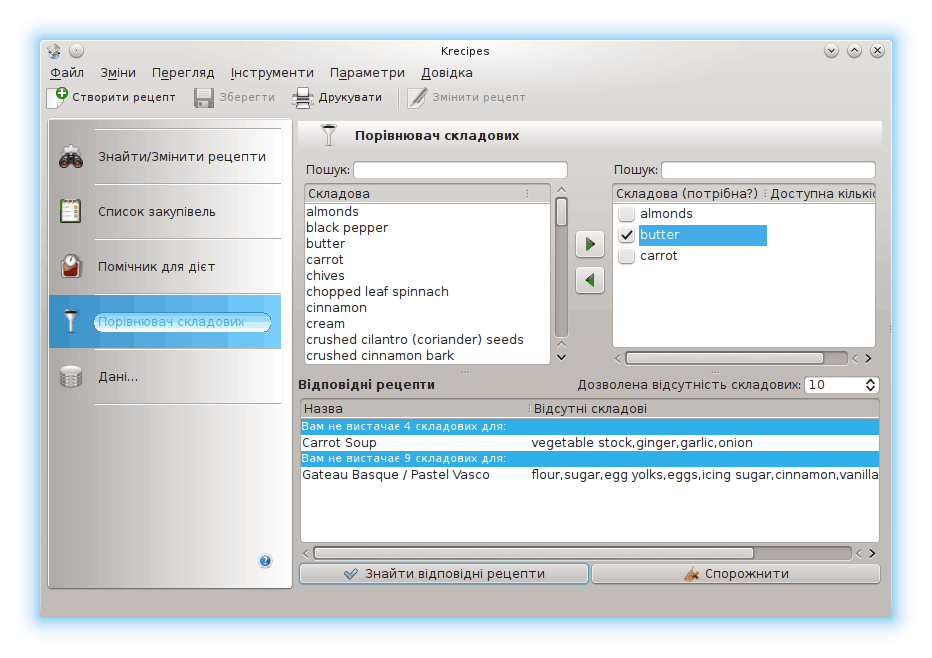 Krecipes
Файл Зміни Перегляд Інструменти Параметри Довідка
Створити рецепт Зберегти Друкувати Змінити рецепт
Знайти/Змінити рецепти
Список закупівель
Помічник для дієт
Порівнювач складових
Дані...
Порівнювач складових
Пошук:
Складова
almonds
black pepper
butter
carrot
chives
chopped leaf spinnach
cinnamon
cream
crushed cilantro (coriander) seeds
crushed cinnamon bark
Пошук:
Складова (потрібна?) Доступна кількіс
almonds
butter
carrot
Відповідні рецепти Дозволена відсутність складових: 10
Назва Відсутні складові
Вам не вистачає 4 складових для:
Carrot Soup vegetable stock,ginger,garlic,onion
Вам не вистачає 9 складових для:
Gateau Basque / Pastel Vasco flour,sugar,egg yolks,eggs,icing sugar,cinnamon,vanilla
Знайти відповідні рецепти Спорожнити